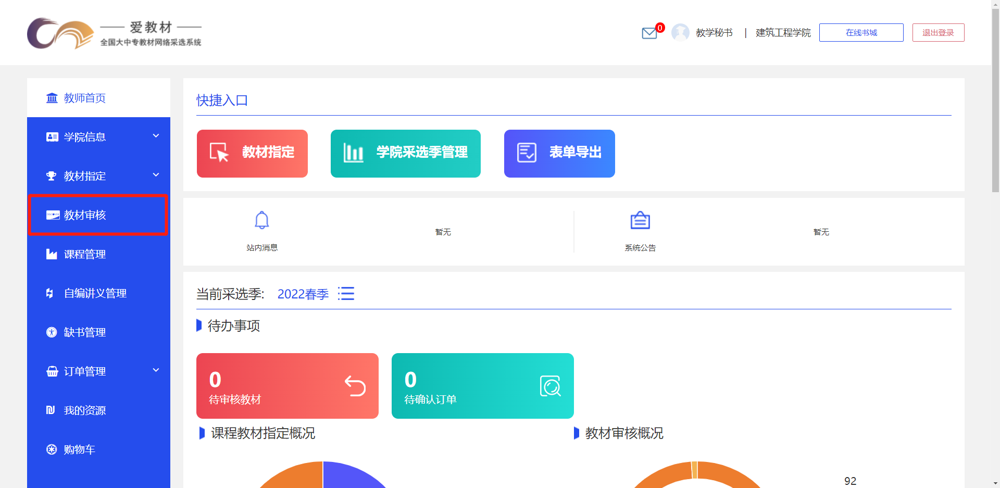 爱教材
全国大中专教材网络采选系统
0
教学秘书 | 建筑工程学院
在线书城
退出登录
教师首页
学院信息
教材指定
教材审核
课程管理
自编讲义管理
缺书管理
订单管理
我的资源
购物车
快捷入口
教材指定
学院采选季管理
表单导出
站内消息
暂无
系统公告
暂无
当前采选季: 2022春季
待办事项
0
待审核教材
0
待确认订单
课程教材指定概况
教材审核概况
92